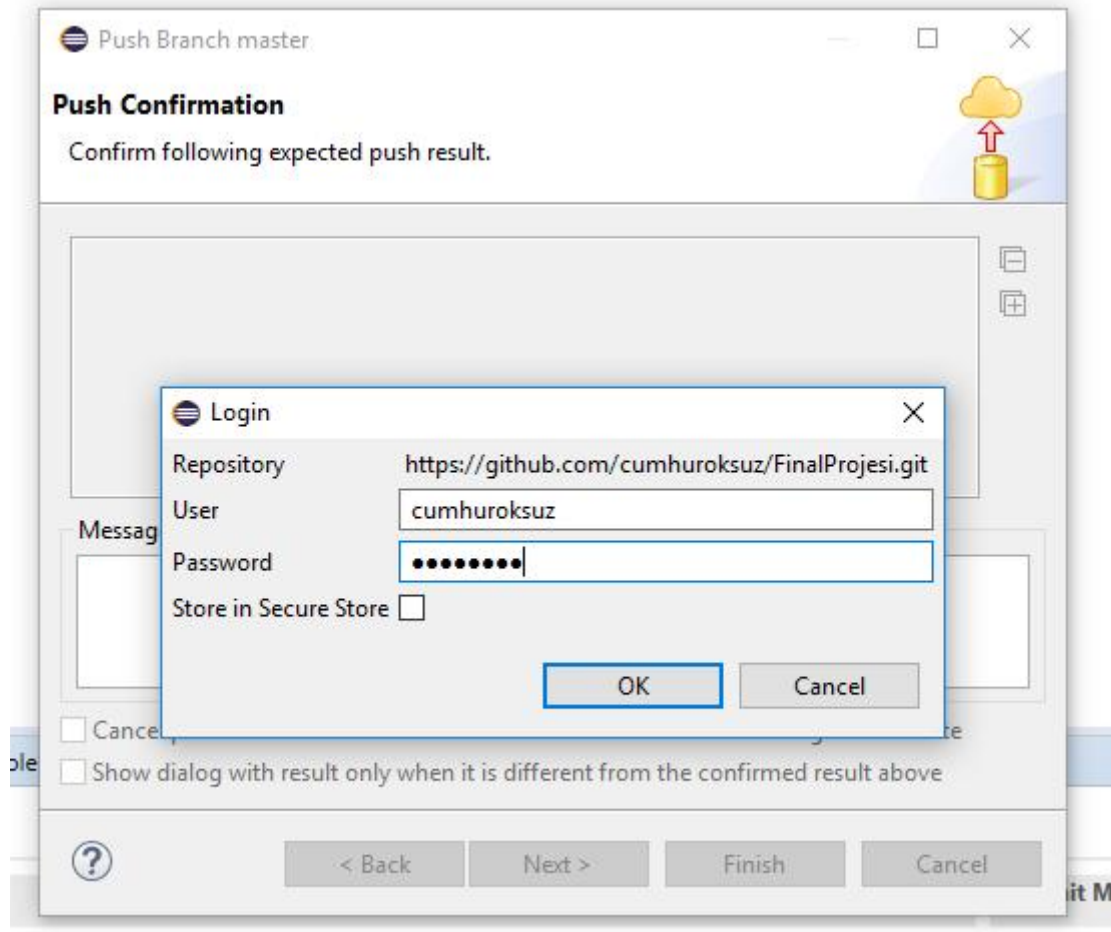 Push Branch master
Push Confirmation
Confirm following expected push result.
Login
Repository https://github.com/cumhuroksuz/FinalProjesi.git
User cumhuroksuz
Messag
Password ••••••••
Store in Secure Store
OK Cancel
Cance
Show dialog with result only when it is different from the confirmed result above
? < Back Next > Finish Cancel
it M